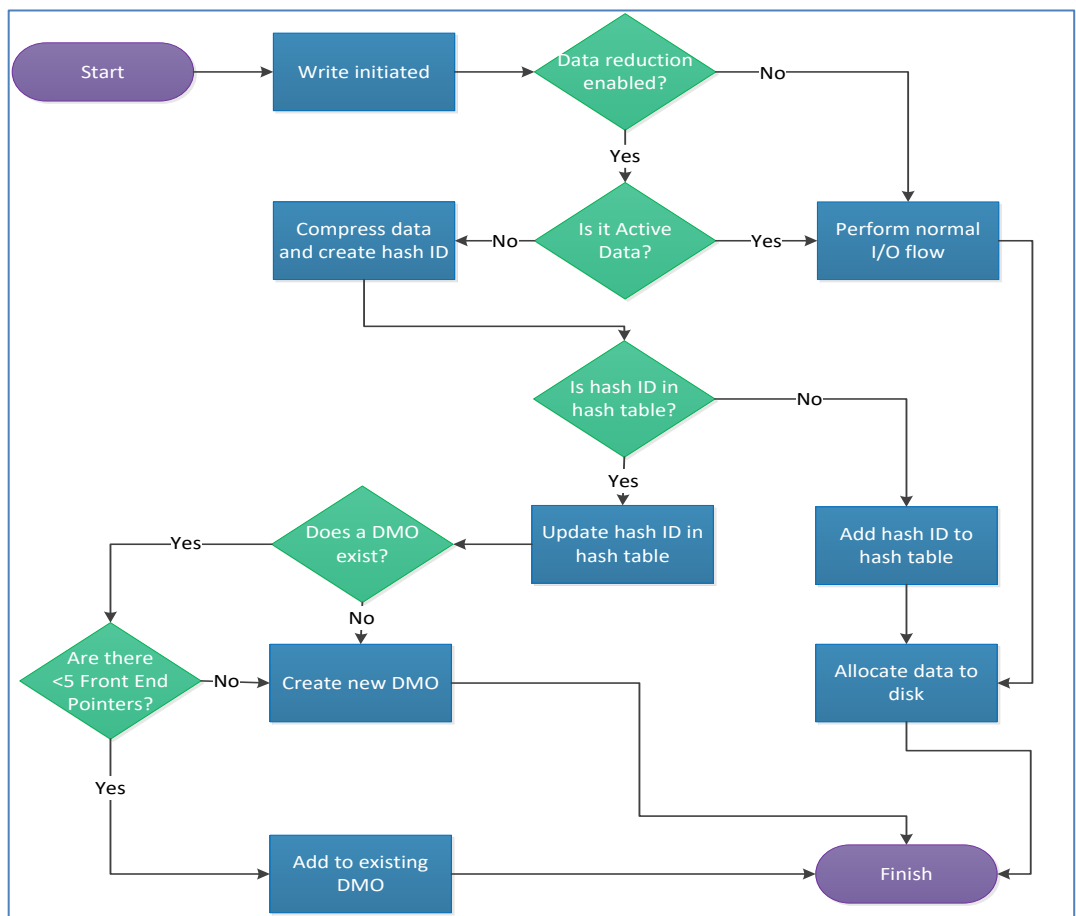 Start
Write initiated
Data reduction
enabled?
No
Yes
Compress data
and create hash ID
No
Is it Active
Data?
Yes
Perform normal
I/O flow
Is hash ID in
hash table?
No
Yes
Does a DMO
exist?
Yes
Update hash ID in
hash table
Add hash ID to
hash table
No
Are there
<5 Front End
Pointers?
No
Create new DMO
Allocate data to
disk
Yes
Add to existing
DMO
Finish